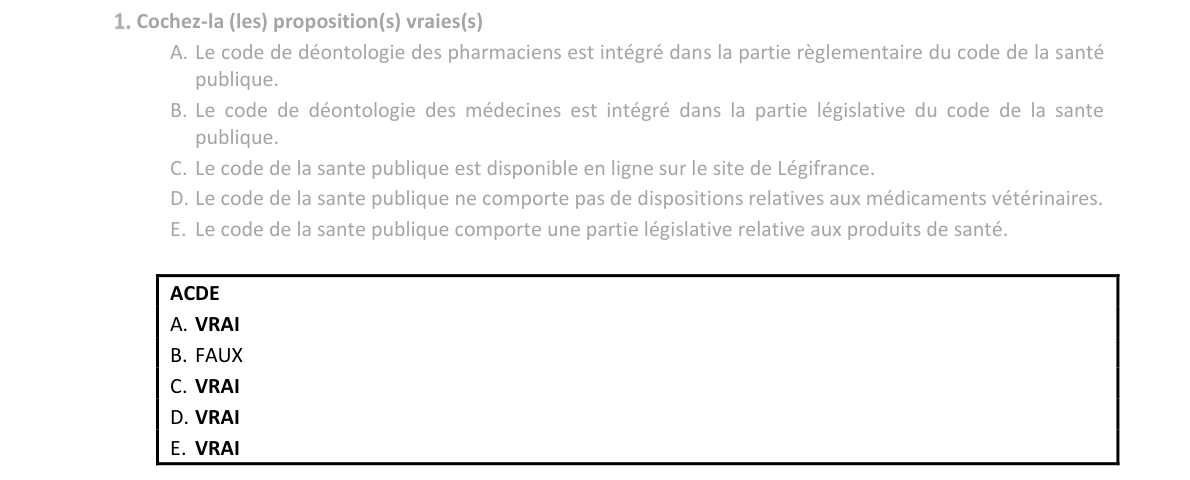 1. Cochez-la (les) proposition(s) vraies(s)
A. Le code de déontologie des pharmaciens est intégré dans la partie règlementaire du code de la santé
publique.
B. Le code de déontologie des médecines est intégré dans la partie législative du code de la sante
publique.
C. Le code de la sante publique est disponible en ligne sur le site de Légifrance.
D. Le code de la sante publique ne comporte pas de dispositions relatives aux médicaments vétérinaires.
E. Le code de la sante publique comporte une partie législative relative aux produits de santé.
ACDE
A. VRAI
B. FAUX
C. VRAI
D. VRAI
E. VRAI